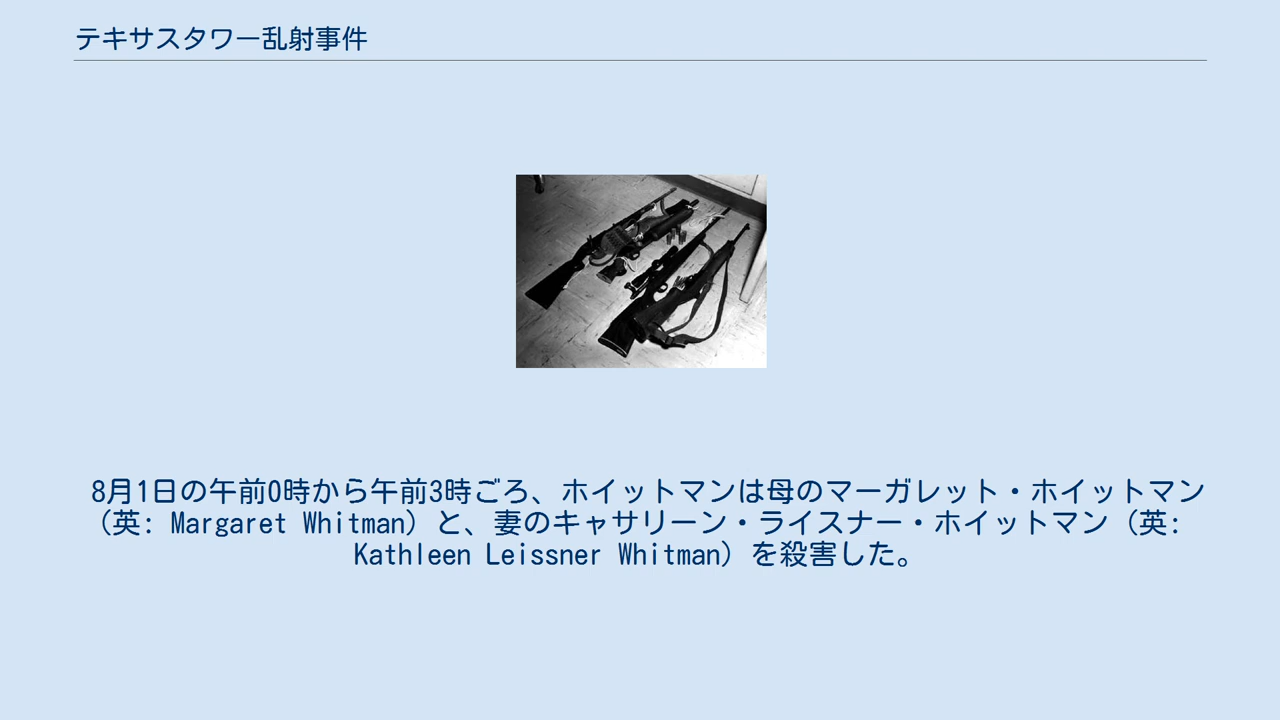 テキサスタワー乱射事件
8月1日の午前0時から午前3時ごろ、ホイットマンは母のマーガレット・ホイットマン
（英: Margaret Whitman）と、妻のキャサリーン・ライスナー・ホイットマン（英:
Kathleen Leissner Whitman）を殺害した。